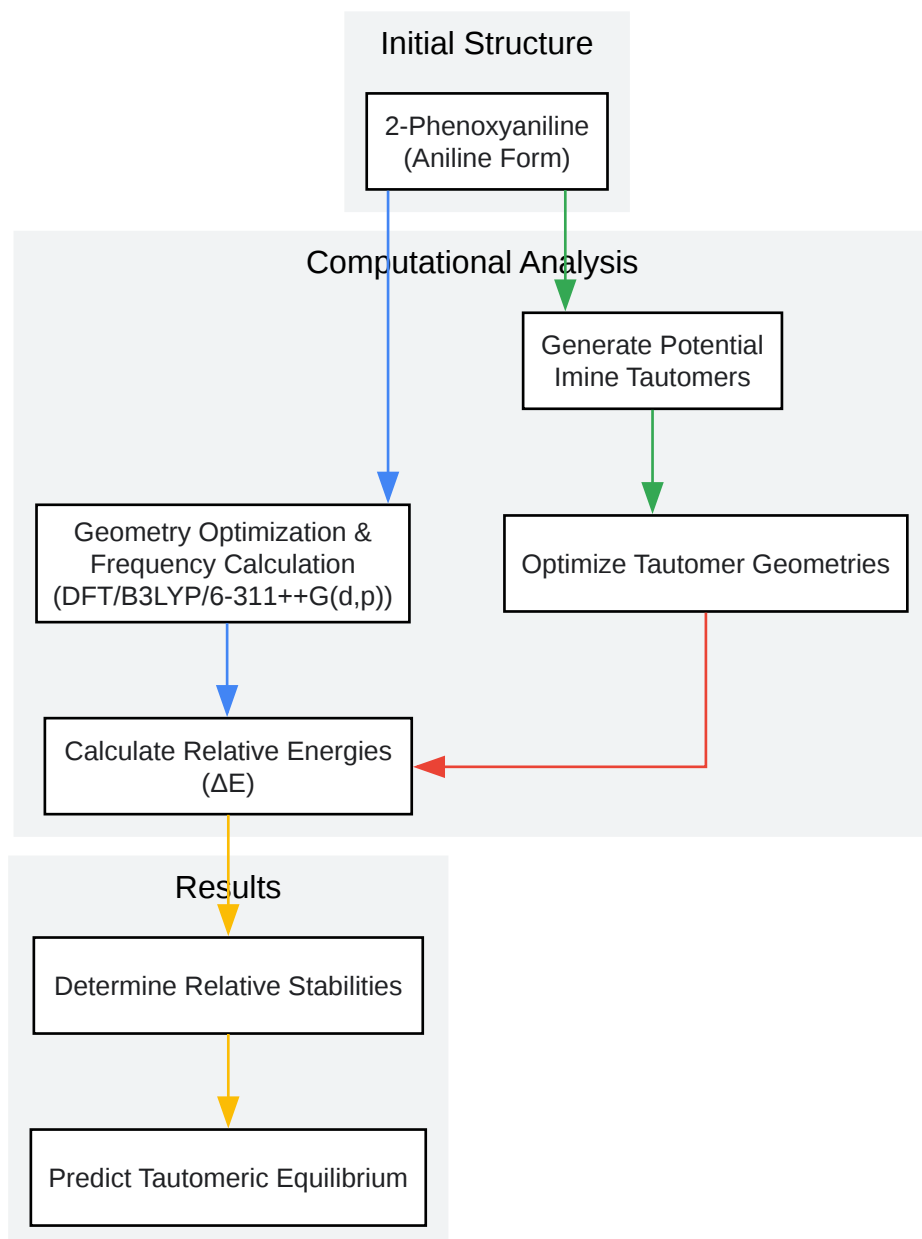 Initial Structure
2-Phenoxyaniline
(Aniline Form)
Computational Analysis
Generate Potential
Imine Tautomers
Geometry Optimization &
Frequency Calculation
(DFT/B3LYP/6-311++G(d,p))
Optimize Tautomer Geometries
Calculate Relative Energies
(ΔE)
Results
Determine Relative Stabilities
Predict Tautomeric Equilibrium